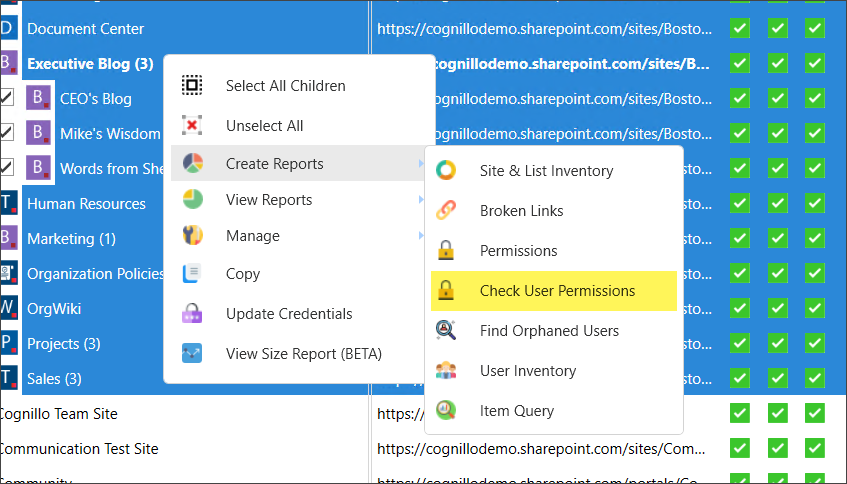 D Document Center https://cognillodemo.sharepoint.com/sites/Bosto...
B Executive Blog (3) cognillodemo.sharepoint.com/sites/B...
B CEO's Blog cognillodemo.sharepoint.com/sites/Bosto...
B Mike's Wisdom cognillodemo.sharepoint.com/sites/Bosto...
B Words from She
T Human Resources
B Marketing (1)
Organization Policies
W OrgWiki
P Projects (3)
T Sales (3)
Cognillo Team Site https://
Communication Test Site https://cognillodemo.sharepoint.com/sites/Com...
Community https://cognillodemo.sharepoint.com/portals/Co...
Select All Children
Unselect All
Create Reports
View Reports
Manage
Copy
Update Credentials
View Size Report (BETA)
Site & List Inventory
Broken Links
Permissions
Check User Permissions
Find Orphaned Users
User Inventory
Item Query